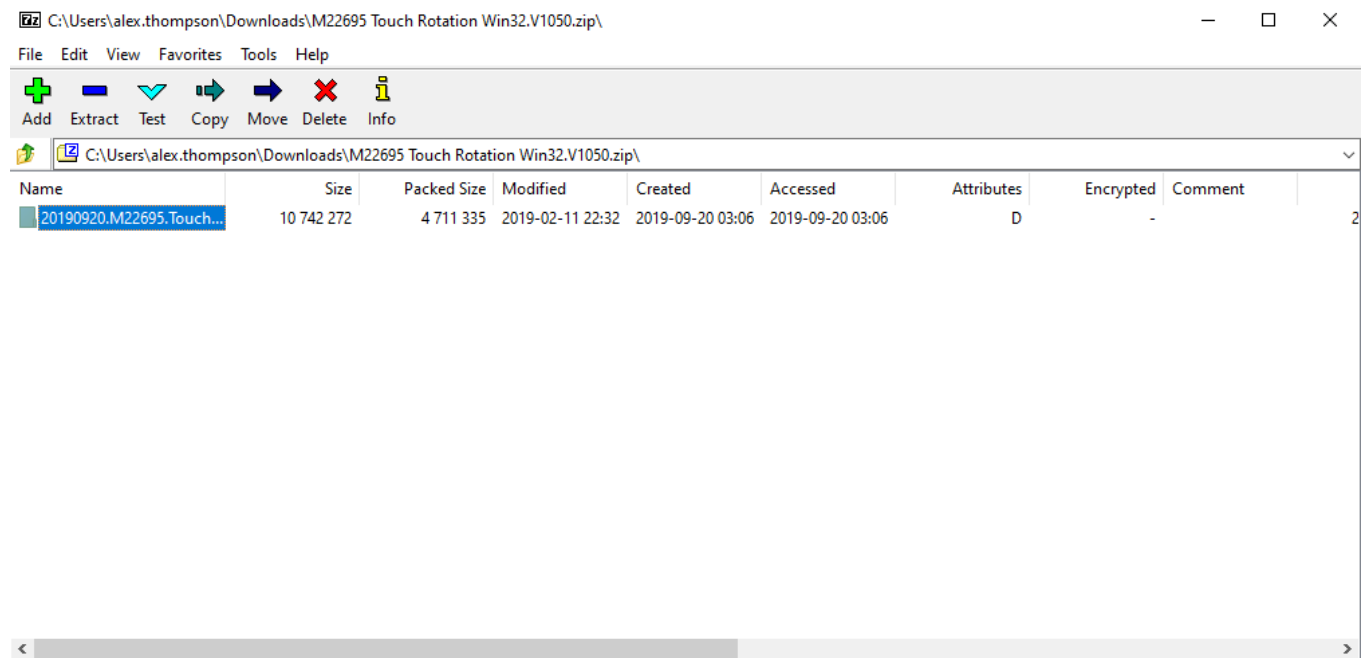 C:\Users\alex.thompson\Downloads\M22695 Touch Rotation Win32.V1050.zip\
File Edit View Favorites Tools Help
Add Extract Test Copy Move Delete Info
C:\Users\alex.thompson\Downloads\M22695 Touch Rotation Win32.V1050.zip\
Name Size Packed Size Modified Created Accessed Attributes Encrypted Comment
20190920.M22695.Touch... 10 742 272 4 711 335 2019-02-11 22:32 2019-09-20 03:06 2019-09-20 03:06 D - 2